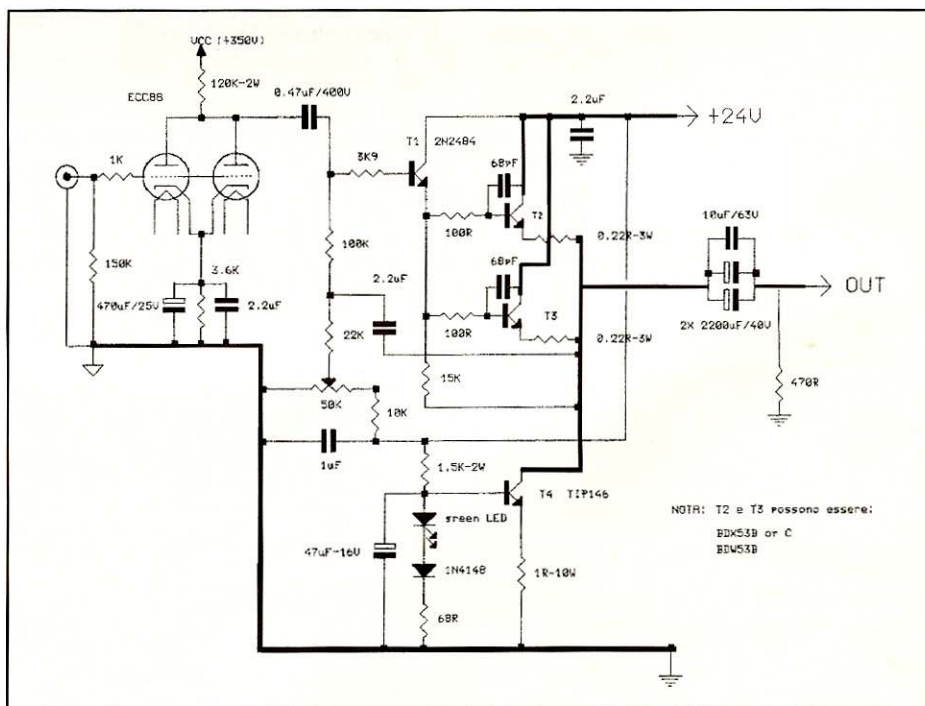 VCC (+350V)
120K-2W
ECC88
0.47uF/400V
2.2uF
+24V
T1
2N2484
1K
3K9
68pF
T2
100R
0.22R-3W
10uF/63V
150K
100K
3.6K
470uF/25V
2.2uF
2.2uF
68pF
OUT
T3
100R
0.22R-3W
2X 2200uF/40V
22K
15K
470R
50K
10K
1uF
1.5K-2W
T4 TIP146
green LED
NOTA: T2 e T3 possono essere:
BDX53B or C
BDW53B
47uF-16V
1N4148
1R-10W
68R